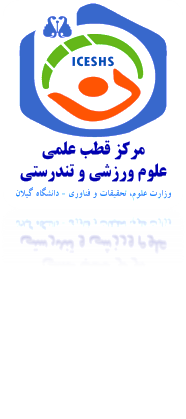 ICESHS
مرکز قطب علمی
علوم ورزشی و تندرستی
وزارت علوم، تحقیقات و فناوری - دانشگاه گیلان